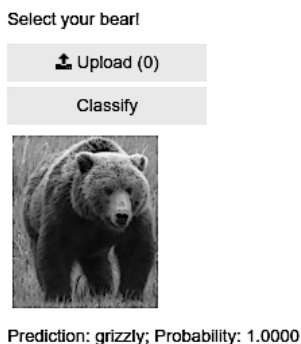 Select your bear!
Upload (0)
Classify
Prediction: grizzly; Probability: 1.0000